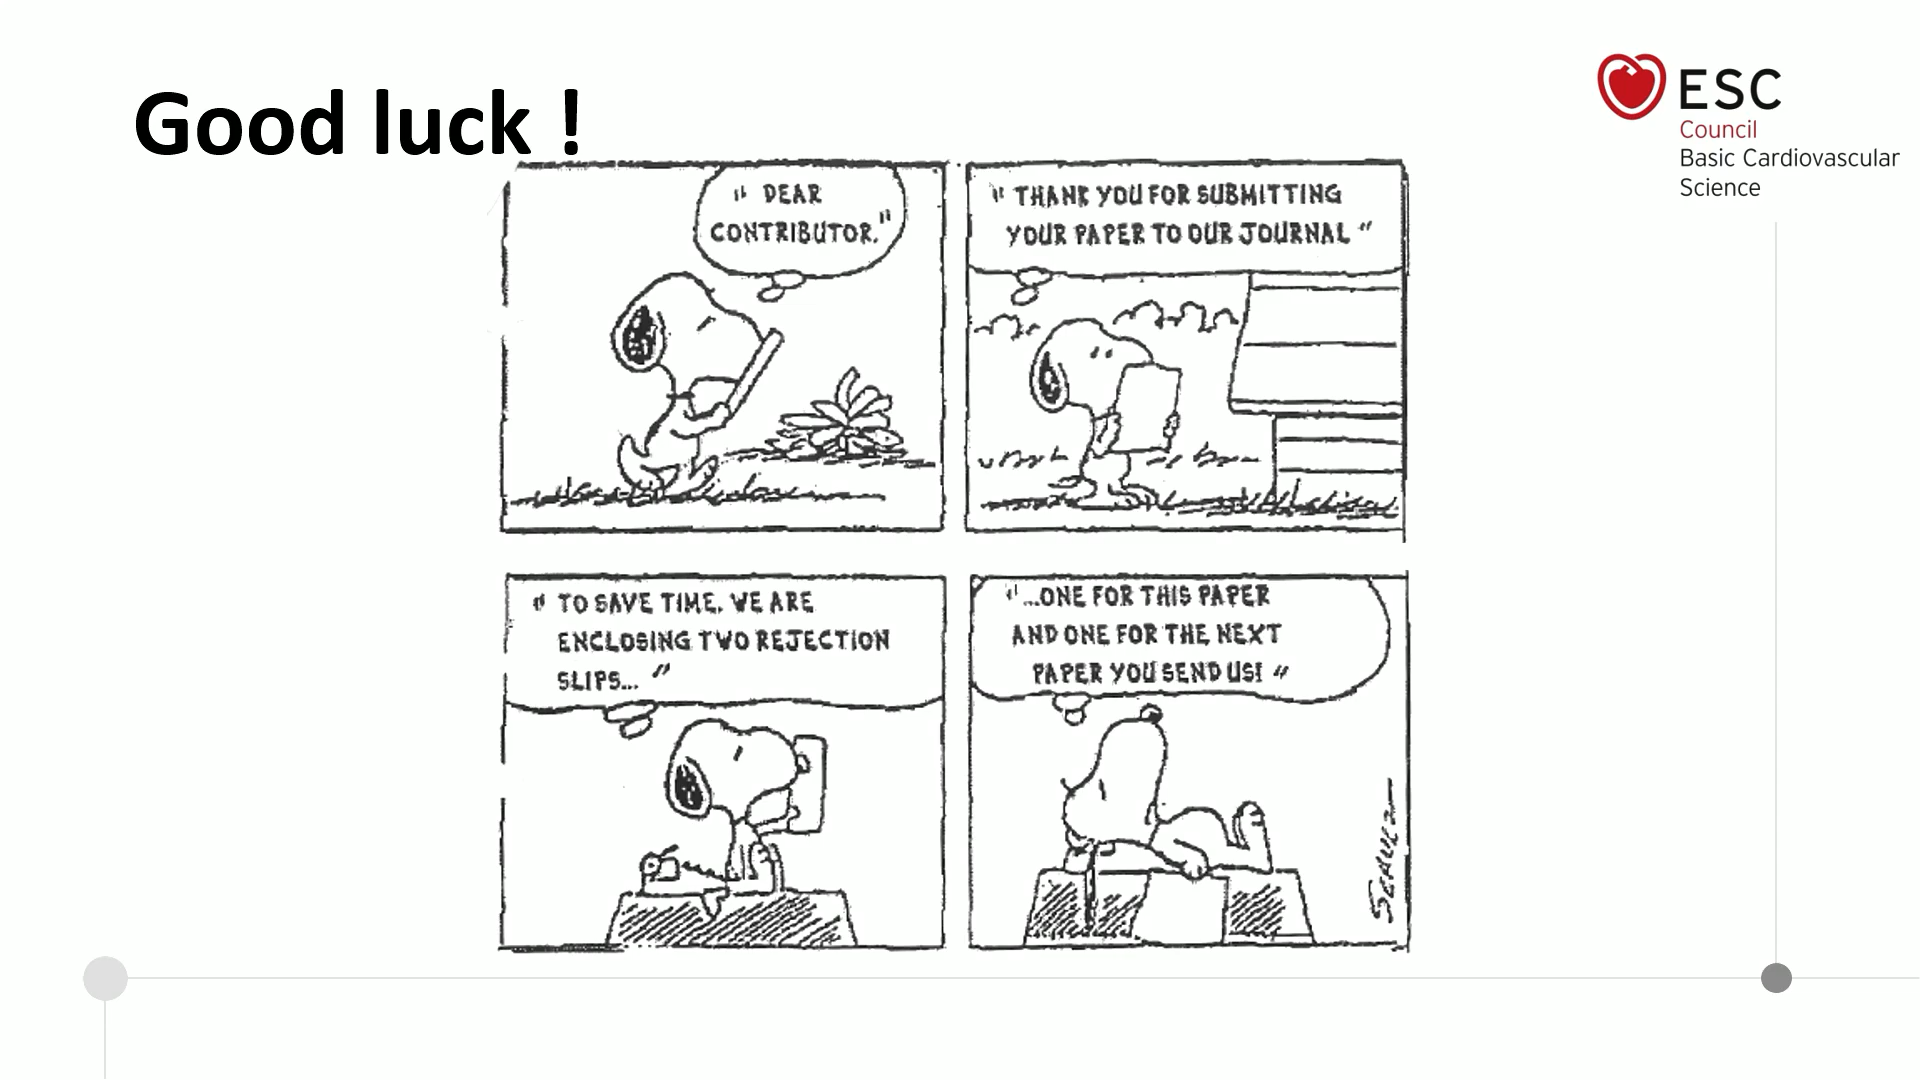 Good luck !
ESC
Council
Basic Cardiovascular
Science
" DEAR
CONTRIBUTOR."
" THANK YOU FOR SUBMITTING
YOUR PAPER TO OUR JOURNAL "
" TO SAVE TIME. WE ARE
ENCLOSING TWO REJECTION
SLIPS... "
"...ONE FOR THIS PAPER
AND ONE FOR THE NEXT
PAPER YOU SEND US! "
SCHULZ